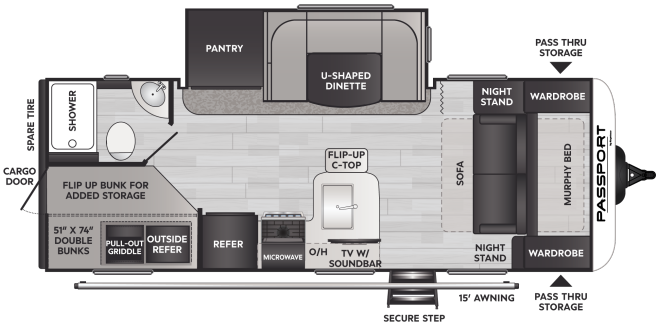 PANTRY
U-SHAPED
DINETTE
PASS THRU
STORAGE
NIGHT
STAND
WARDROBE
SPARE TIRE
SHOWER
CARGO
DOOR
FLIP UP BUNK FOR
ADDED STORAGE
FLIP-UP
C-TOP
SOFA
MURPHY BED
PASSPORT
51" X 74"
DOUBLE
BUNKS
PULL-OUT
GRIDDLE
OUTSIDE
REFER
REFER
MICROWAVE
O/H
TV W/
SOUNDBAR
NIGHT
STAND
WARDROBE
15' AWNING
SECURE STEP
PASS THRU
STORAGE